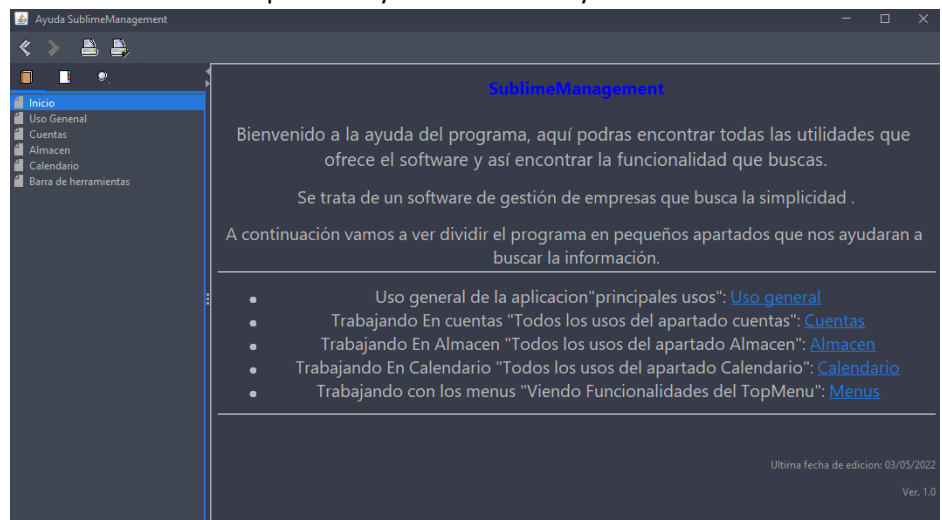 Ayuda SublimeManagement
Inicio
Uso Genenal
Cuentas
Almacen
Calendario
Barra de herramientas
SublimeManagement
Bienvenido a la ayuda del programa, aquí podras encontrar todas las utilidades que
ofrece el software y así encontrar la funcionalidad que buscas.
Se trata de un software de gestión de empresas que busca la simplicidad .
A continuación vamos a ver dividir el programa en pequeños apartados que nos ayudaran a
buscar la información.
Uso general de la aplicacion"principales usos": Uso general
Trabajando En cuentas "Todos los usos del apartado cuentas": Cuentas
Trabajando En Almacen "Todos los usos del apartado Almacen": Almacen
Trabajando En Calendario "Todos los usos del apartado Calendario": Calendario
Trabajando con los menus "Viendo Funcionalidades del TopMenu": Menus
Ultima fecha de edicion: 03/05/2022
Ver. 1.0